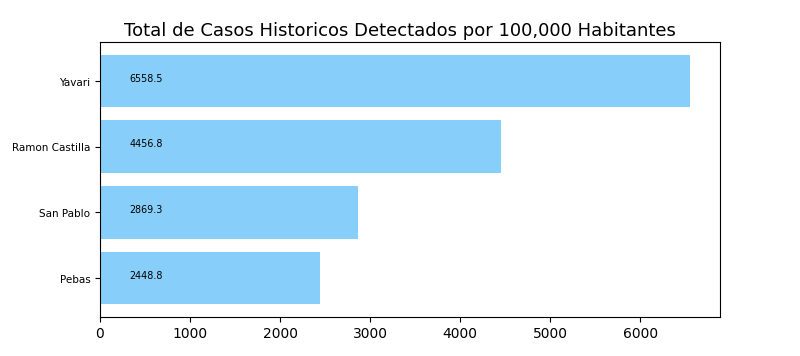 Total de Casos Historicos Detectados por 100,000 Habitantes
Yavari 6558.5
Ramon Castilla 4456.8
San Pablo 2869.3
Pebas 2448.8
0 1000 2000 3000 4000 5000 6000